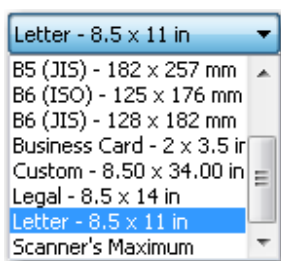 Letter - 8.5 x 11 in
B5 (JIS) - 182 x 257 mm
B6 (ISO) - 125 x 176 mm
B6 (JIS) - 128 x 182 mm
Business Card - 2 x 3.5 ir
Custom - 8.50 x 34.00 in
Legal - 8.5 x 14 in
Letter - 8.5 x 11 in
Scanner's Maximum